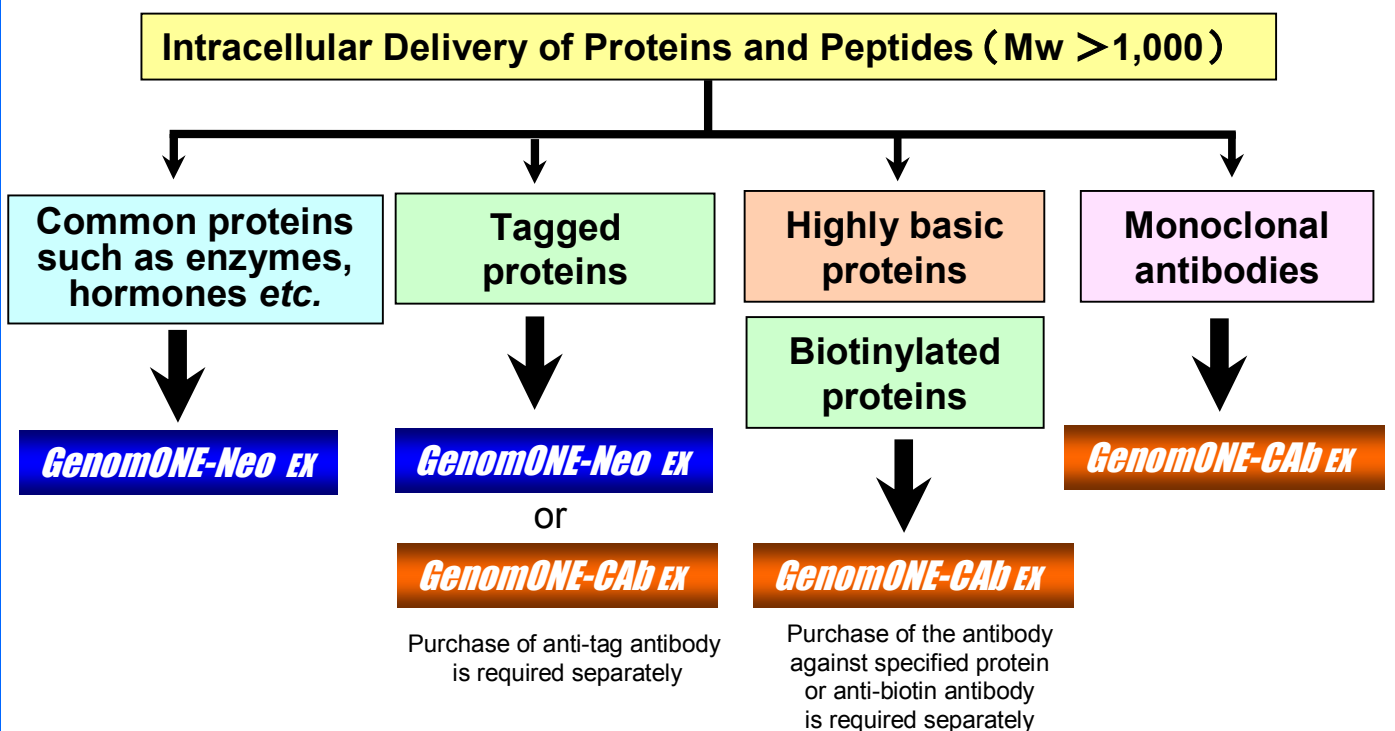 Intracellular Delivery of Proteins and Peptides（Mw ＞1,000）
Common proteins
such as enzymes,
hormones etc.
Tagged
proteins
Highly basic
proteins
Monoclonal
antibodies
Biotinylated
proteins
GenomONE-Neo EX
GenomONE-Neo EX
or
GenomONE-CAb EX
Purchase of anti-tag antibody
is required separately
GenomONE-CAb EX
Purchase of the antibody
against specified protein
or anti-biotin antibody
is required separately
GenomONE-CAb EX